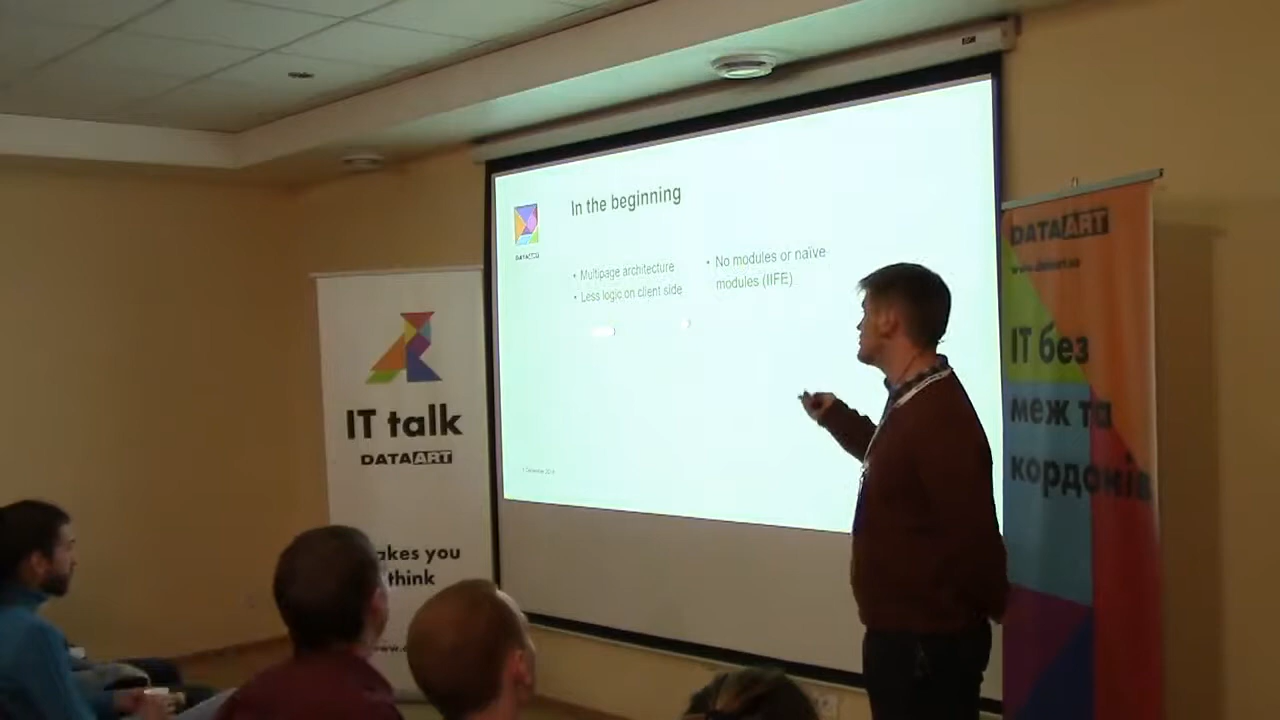 In the beginning
• Multipage architecture
• Less logic on client side
• No modules or naïve
modules (IIFE)
DATAART
IT talk
DATAART
akes you
think
DATAART
IT без
меж та
кордонів